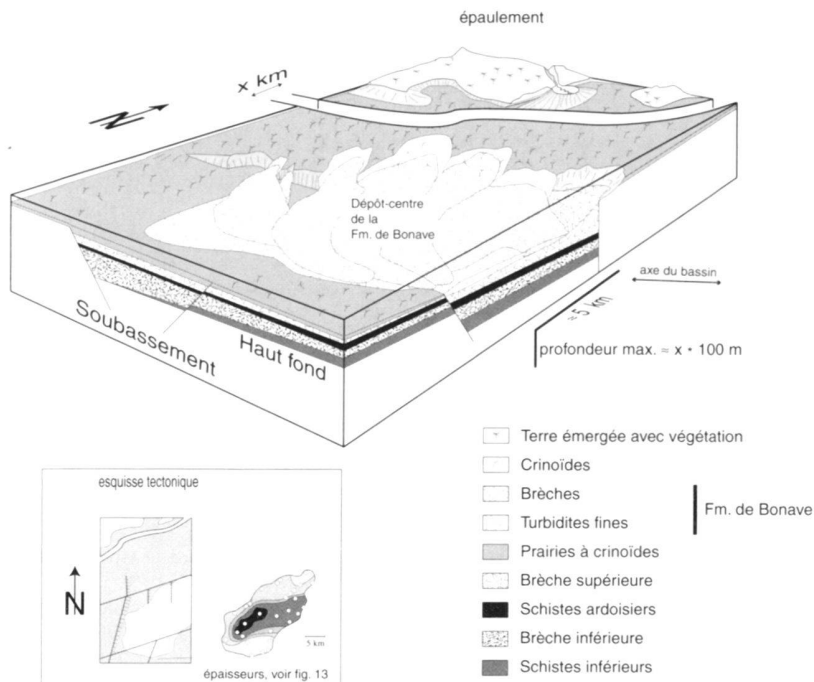 épaulement
x km
N
Dépôt-centre
de la
Fm. de Bonave
axe du bassin
≈ 5 km
profondeur max. ≈ x * 100 m
Soubassement
Haut fond
Terre émergée avec végétation
Crinoïdes
Brèches
Turbidites fines
Fm. de Bonave
Prairies à crinoïdes
Brèche supérieure
Schistes ardoisiers
Brèche inférieure
Schistes inférieurs
esquisse tectonique
N
5 km
épaisseurs, voir fig. 13